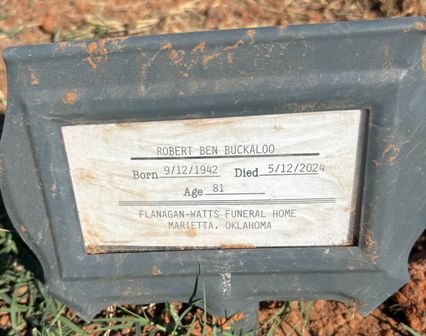 ROBERT BEN BUCKALOO
Born 9/12/1942 Died 5/12/2024
Age 81
FLANAGAN-WATTS FUNERAL HOME
MARIETTA, OKLAHOMA